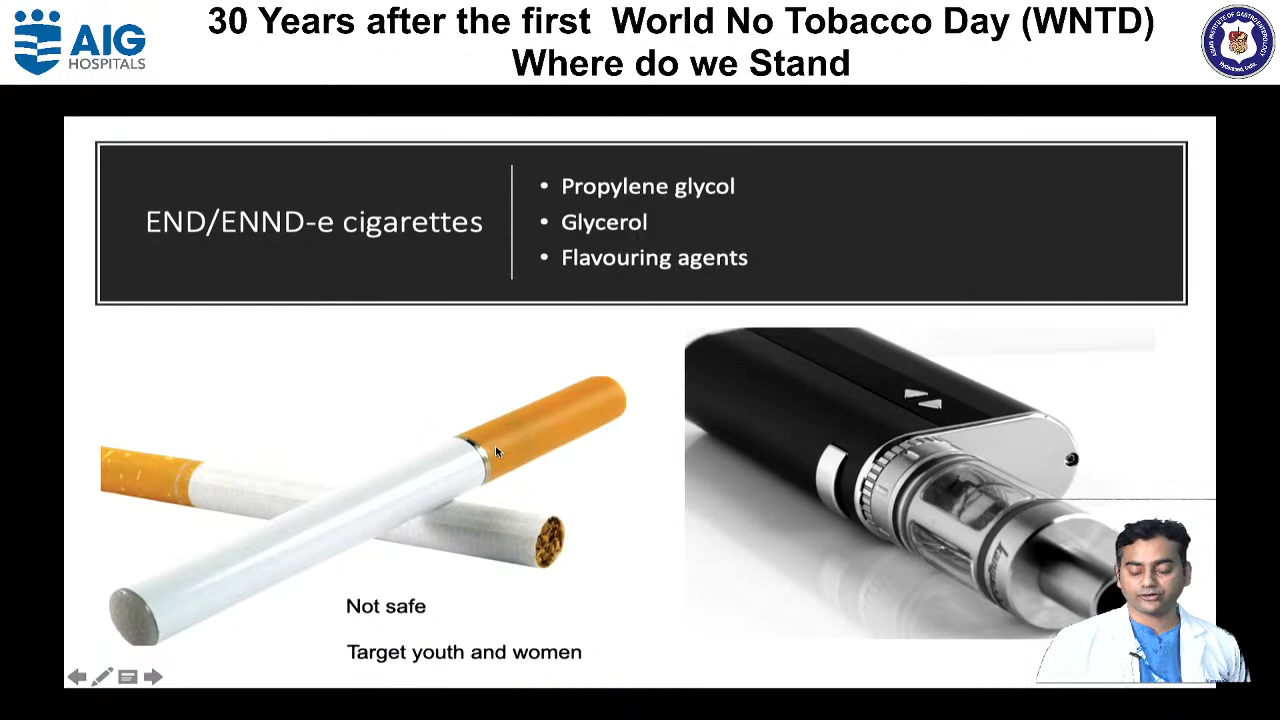 AIG
HOSPITALS
30 Years after the first World No Tobacco Day (WNTD)
Where do we Stand
END/ENND-e cigarettes
• Propylene glycol
• Glycerol
• Flavouring agents
Not safe
Target youth and women